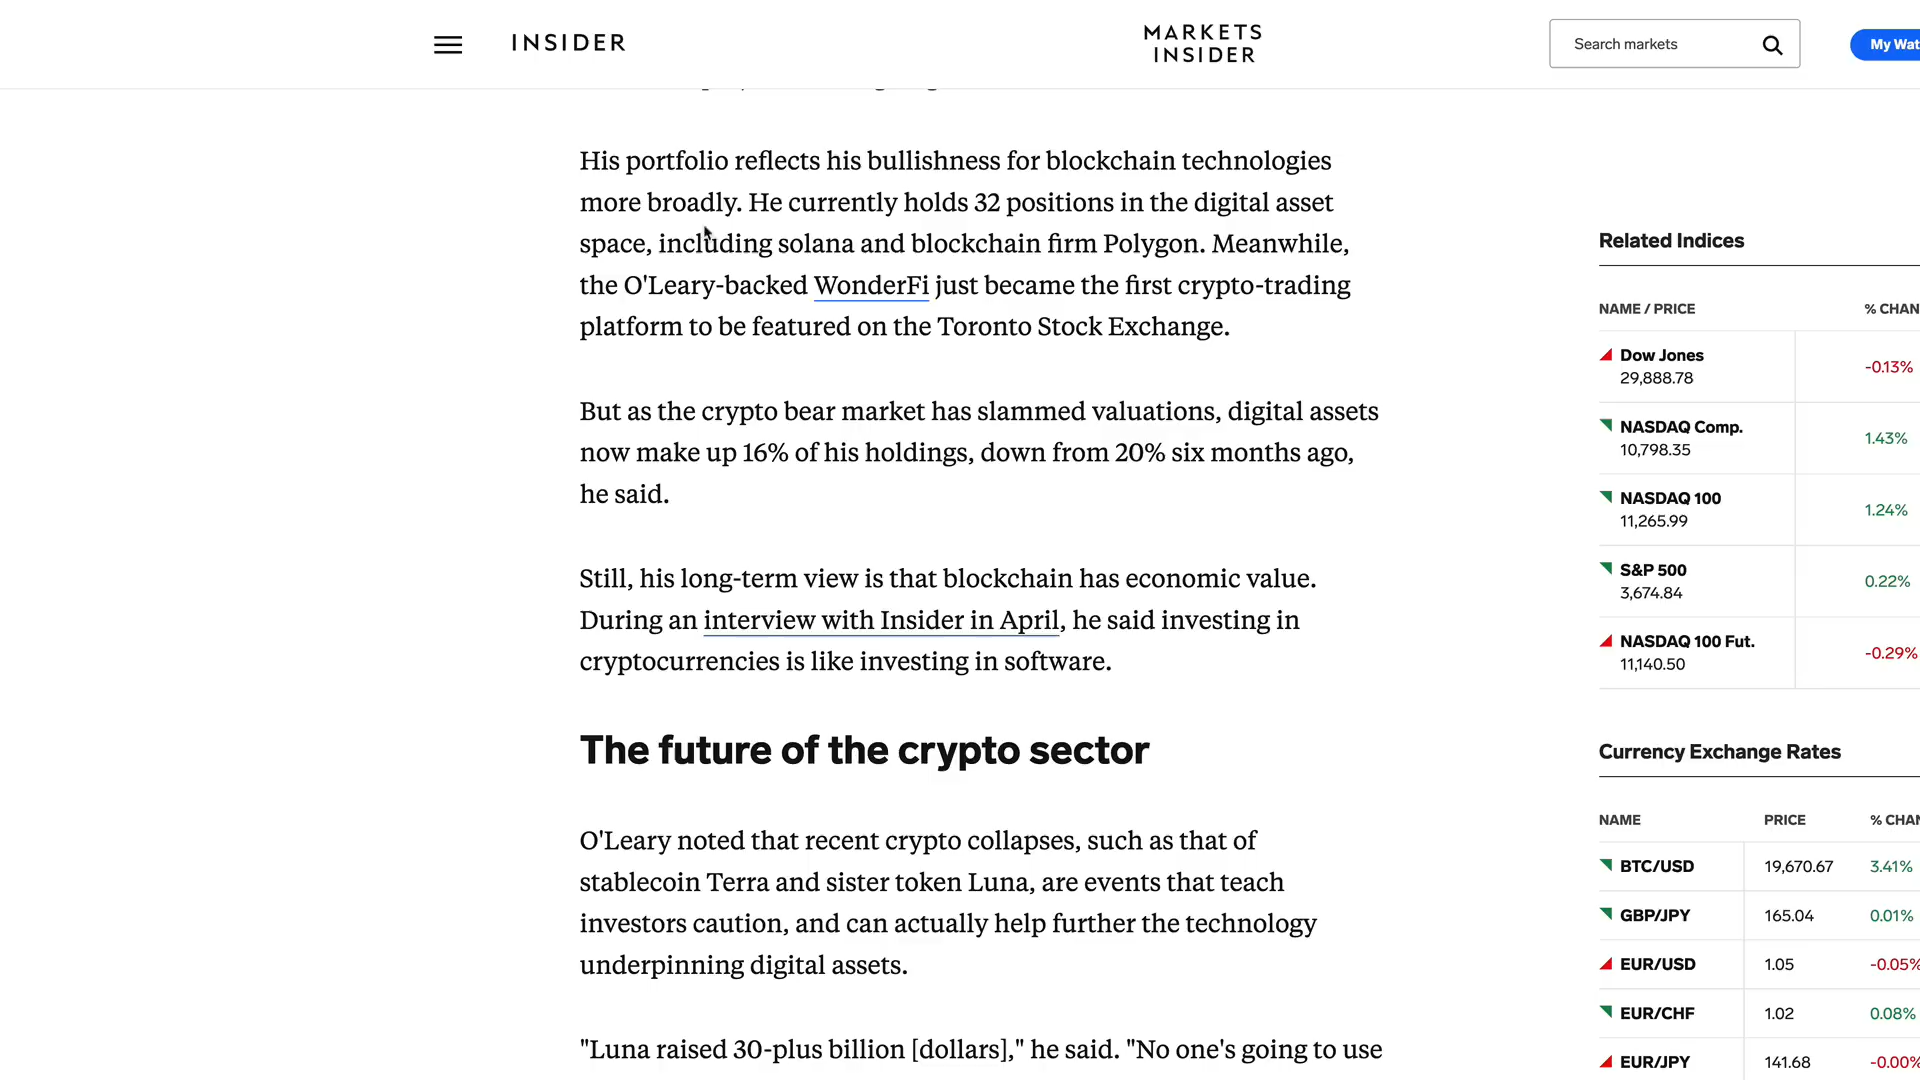 INSIDER
MARKETS
INSIDER
Search markets
My Wat
His portfolio reflects his bullishness for blockchain technologies
more broadly. He currently holds 32 positions in the digital asset
space, including solana and blockchain firm Polygon. Meanwhile,
the O'Leary-backed WonderFi just became the first crypto-trading
platform to be featured on the Toronto Stock Exchange.
But as the crypto bear market has slammed valuations, digital assets
now make up 16% of his holdings, down from 20% six months ago,
he said.
Still, his long-term view is that blockchain has economic value.
During an interview with Insider in April, he said investing in
cryptocurrencies is like investing in software.
The future of the crypto sector
O'Leary noted that recent crypto collapses, such as that of
stablecoin Terra and sister token Luna, are events that teach
investors caution, and can actually help further the technology
underpinning digital assets.
"Luna raised 30-plus billion [dollars]," he said. "No one's going to use
Related Indices
NAME / PRICE % CHAN
Dow Jones
29,888.78 -0.13%
NASDAQ Comp.
10,798.35 1.43%
NASDAQ 100
11,265.99 1.24%
S&P 500
3,674.84 0.22%
NASDAQ 100 Fut.
11,140.50 -0.29%
Currency Exchange Rates
NAME PRICE % CHAN
BTC/USD 19,670.67 3.41%
GBP/JPY 165.04 0.01%
EUR/USD 1.05 -0.05%
EUR/CHF 1.02 0.08%
EUR/JPY 141.68 -0.00%